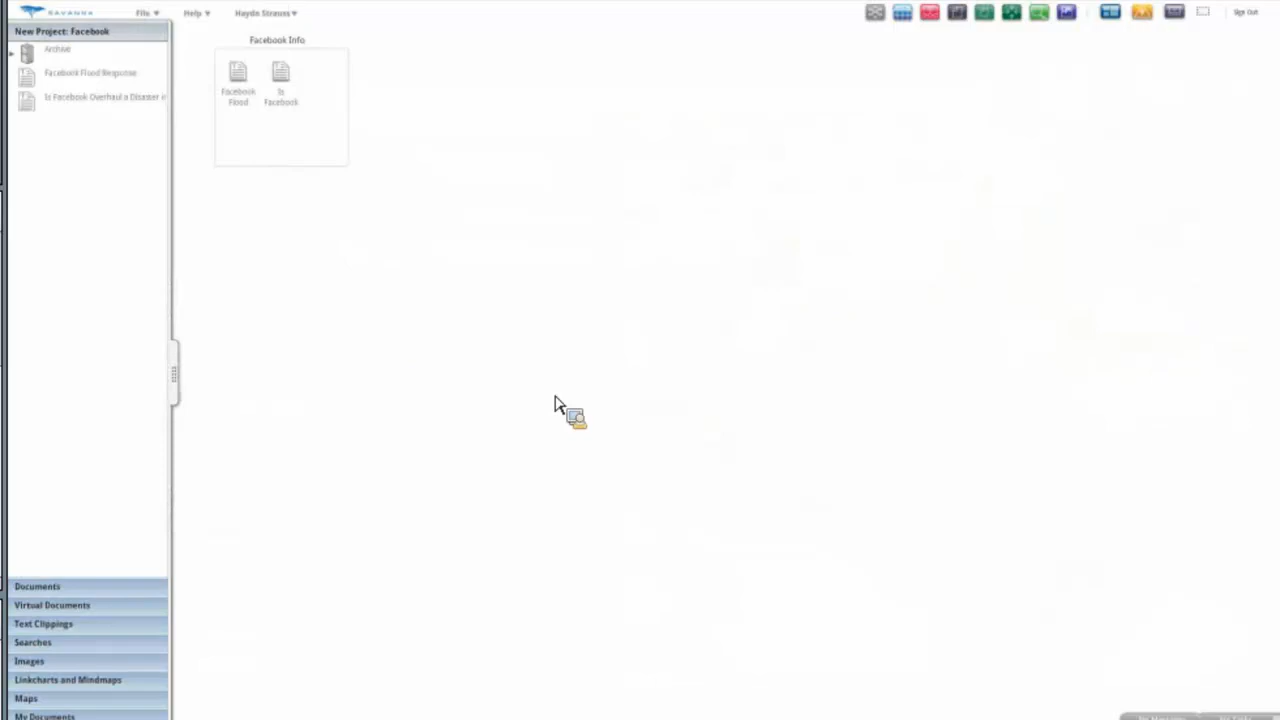 SAVANNA
File
Help
Haydn Strauss
Sign Out
New Project: Facebook
Archive
Facebook Flood Response
Is Facebook Overhaul a Disaster i
Facebook Info
Facebook
Flood
Is
Facebook
Documents
Virtual Documents
Text Clippings
Searches
Images
Linkcharts and Mindmaps
Maps
My Documents